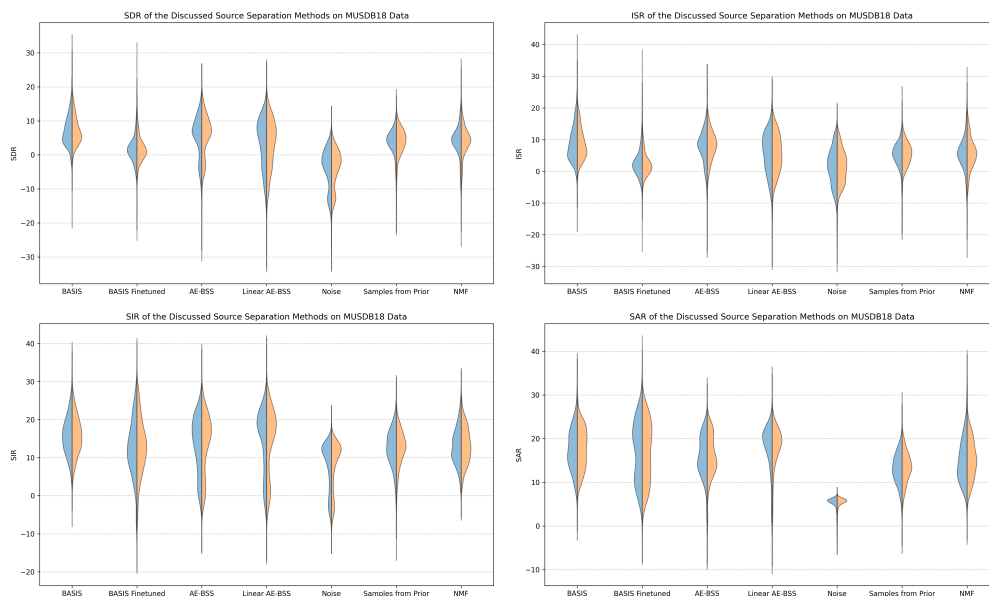 SDR of the Discussed Source Separation Methods on MUSDB18 Data
SDR
30
20
10
0
−10
−20
−30
BASIS BASIS Finetuned AE-BSS Linear AE-BSS Noise Samples from Prior NMF
ISR of the Discussed Source Separation Methods on MUSDB18 Data
ISR
40
30
20
10
0
−10
−20
−30
BASIS BASIS Finetuned AE-BSS Linear AE-BSS Noise Samples from Prior NMF
SIR of the Discussed Source Separation Methods on MUSDB18 Data
SIR
40
30
20
10
0
−10
−20
BASIS BASIS Finetuned AE-BSS Linear AE-BSS Noise Samples from Prior NMF
SAR of the Discussed Source Separation Methods on MUSDB18 Data
SAR
40
30
20
10
0
−10
BASIS BASIS Finetuned AE-BSS Linear AE-BSS Noise Samples from Prior NMF